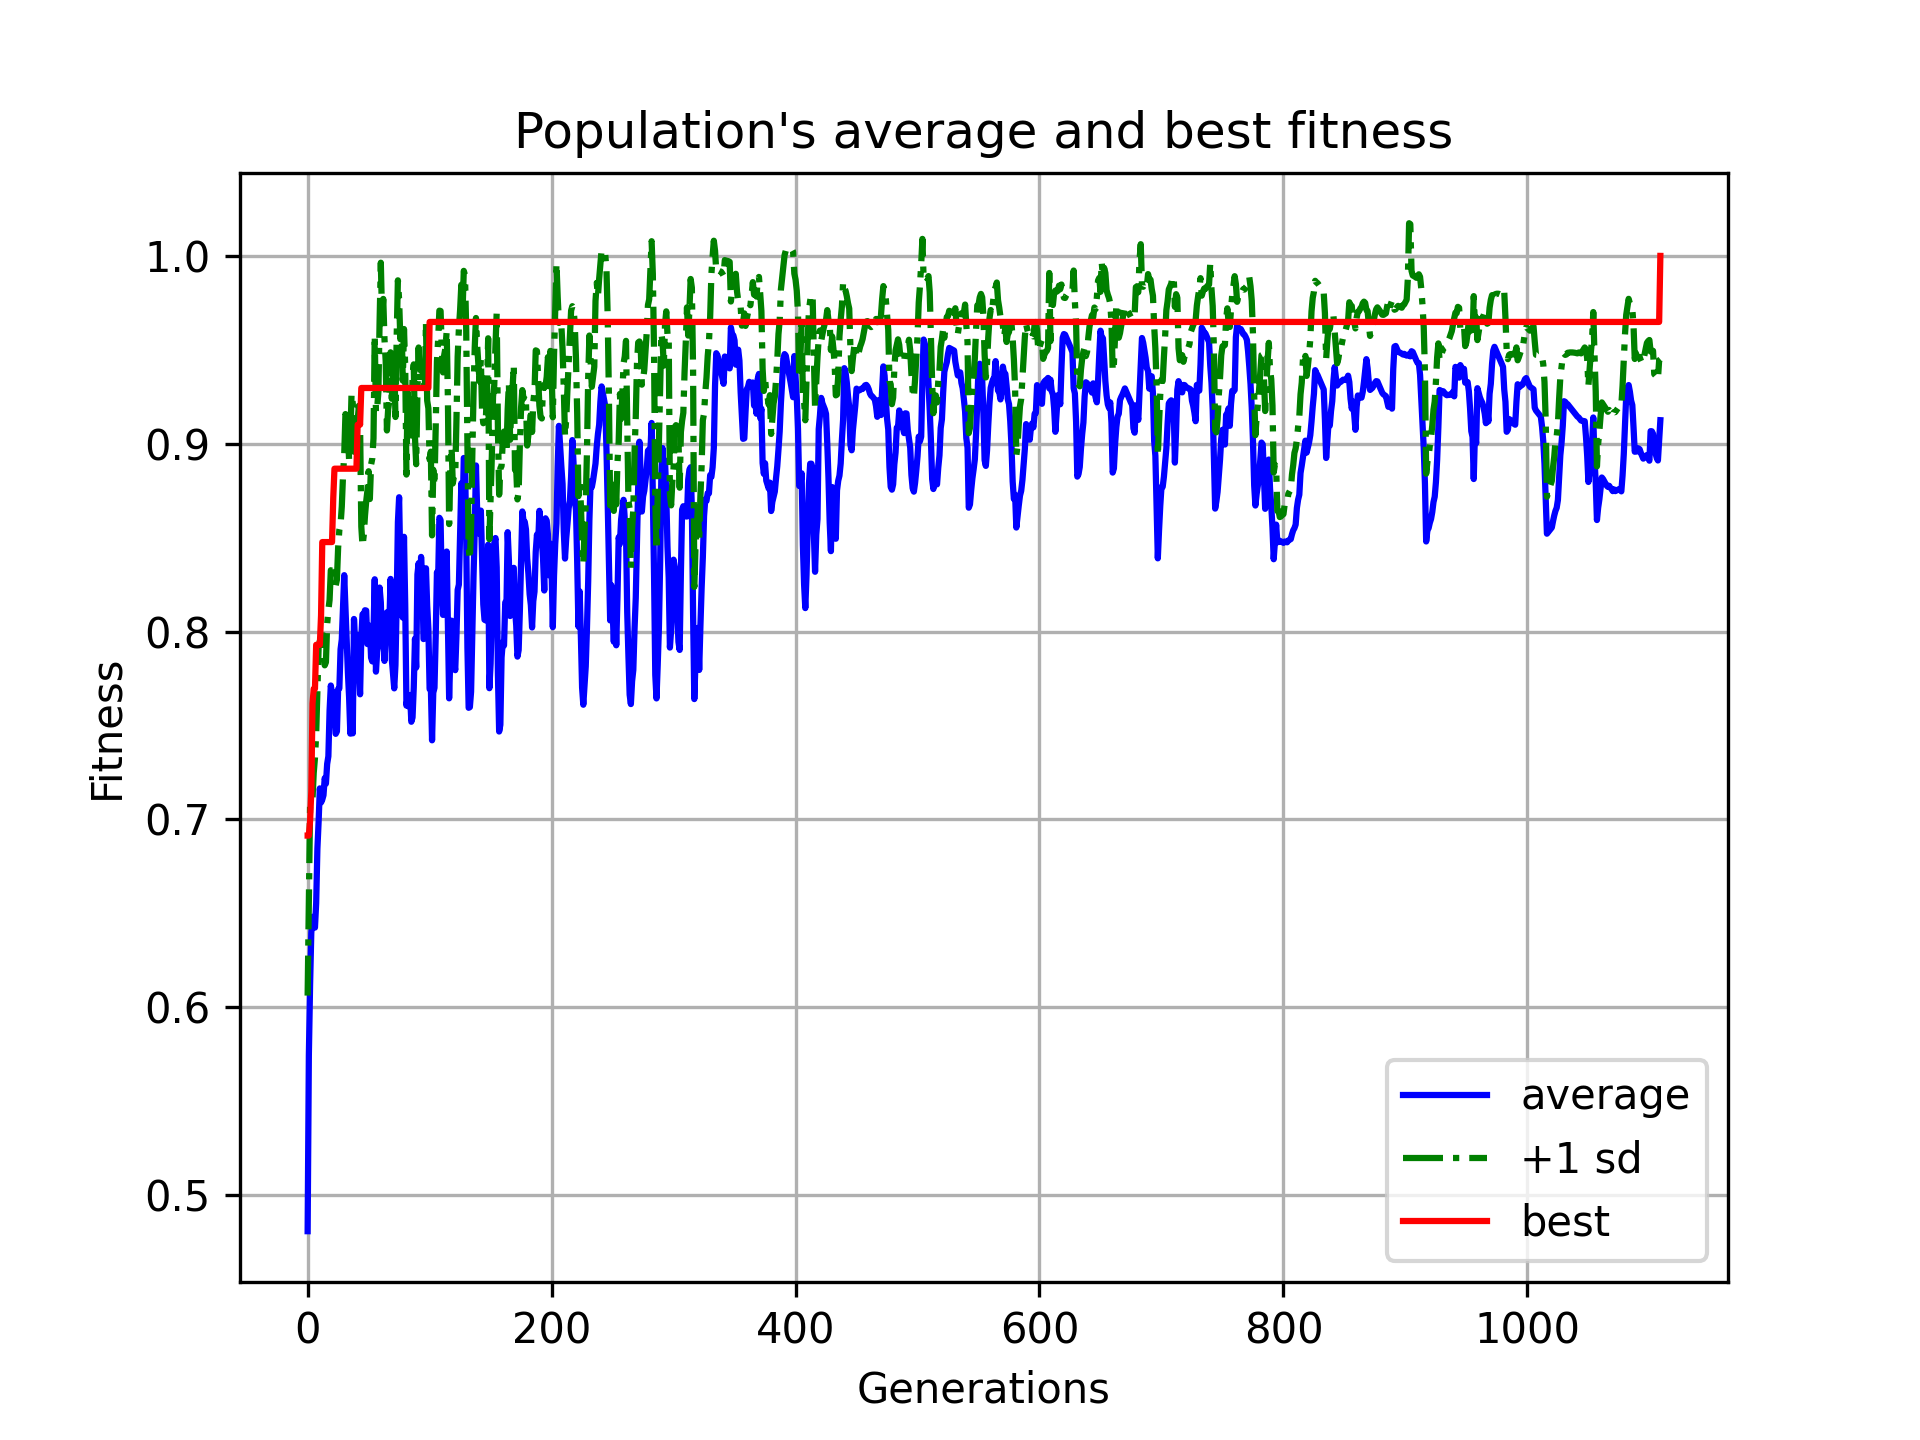 Population's average and best fitness
1.0
0.9
0.8
0.7
0.6
0.5
Fitness
0 200 400 600 800 1000
Generations
average
+1 sd
best